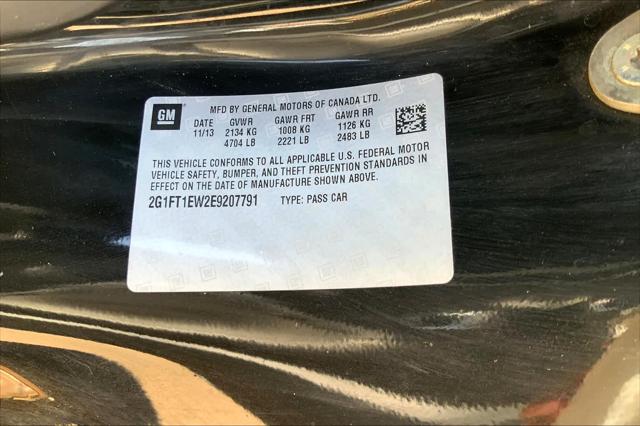 GM
MFD BY GENERAL MOTORS OF CANADA LTD.
DATE GVWR GAWR FRT GAWR RR
11/13 2134 KG 1008 KG 1126 KG
4704 LB 2221 LB 2483 LB
THIS VEHICLE CONFORMS TO ALL APPLICABLE U.S. FEDERAL MOTOR
VEHICLE SAFETY, BUMPER, AND THEFT PREVENTION STANDARDS IN
EFFECT ON THE DATE OF MANUFACTURE SHOWN ABOVE.
2G1FT1EW2E9207791 TYPE: PASS CAR